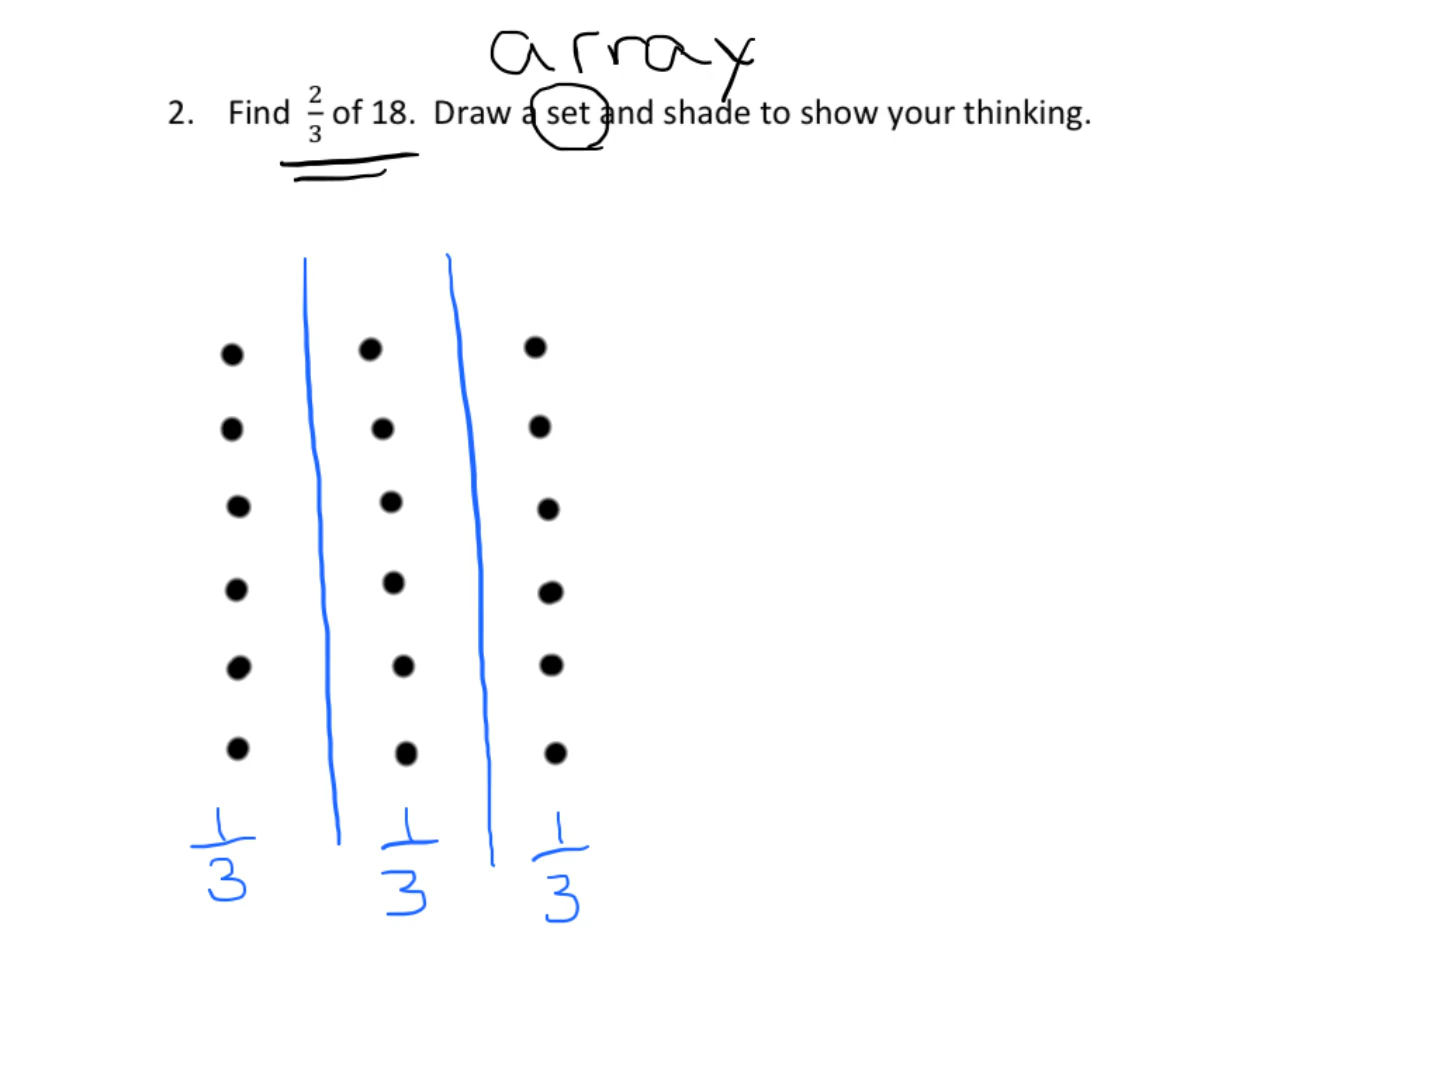 array
2. Find 2/3 of 18. Draw a set and shade to show your thinking.
1/3 1/3 1/3